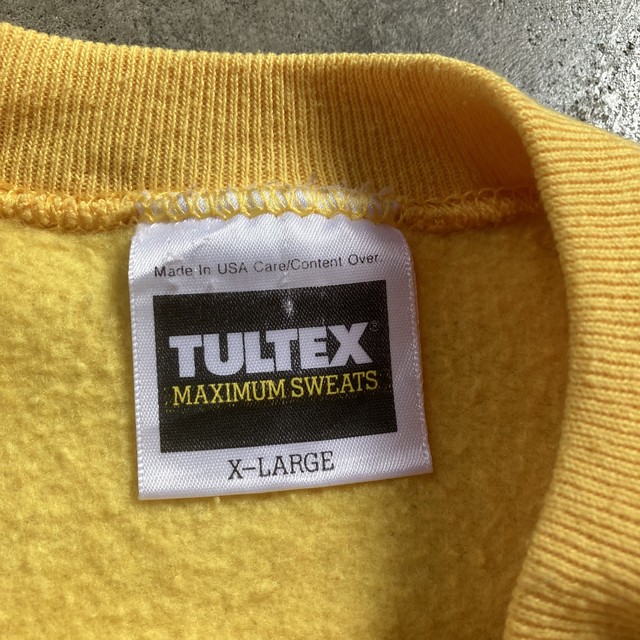 Made In USA Care/Content Over.
TULTEX®
MAXIMUM SWEATS
X-LARGE